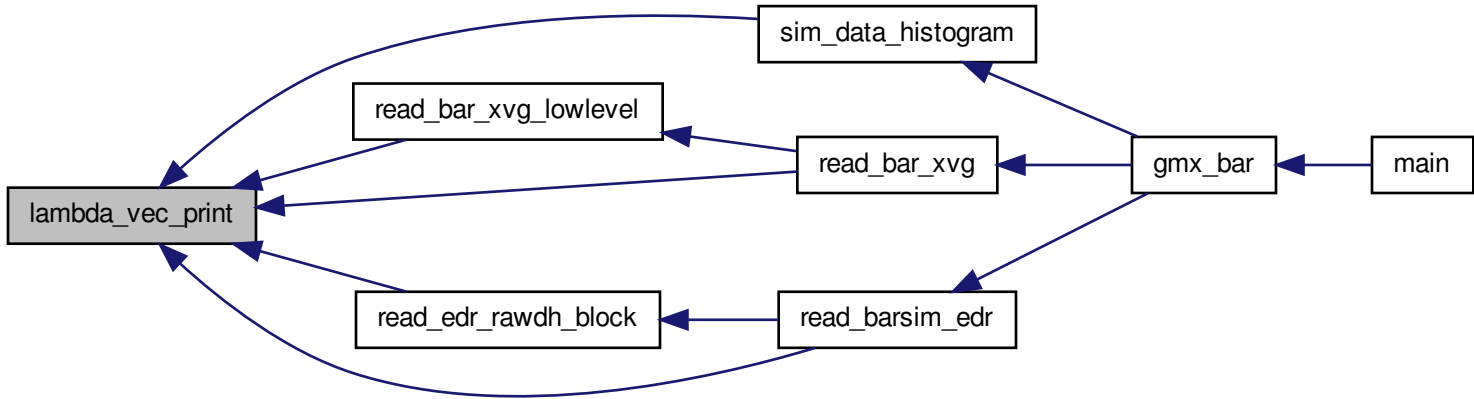 sim_data_histogram
read_bar_xvg_lowlevel
read_bar_xvg
gmx_bar
main
lambda_vec_print
read_edr_rawdh_block
read_barsim_edr